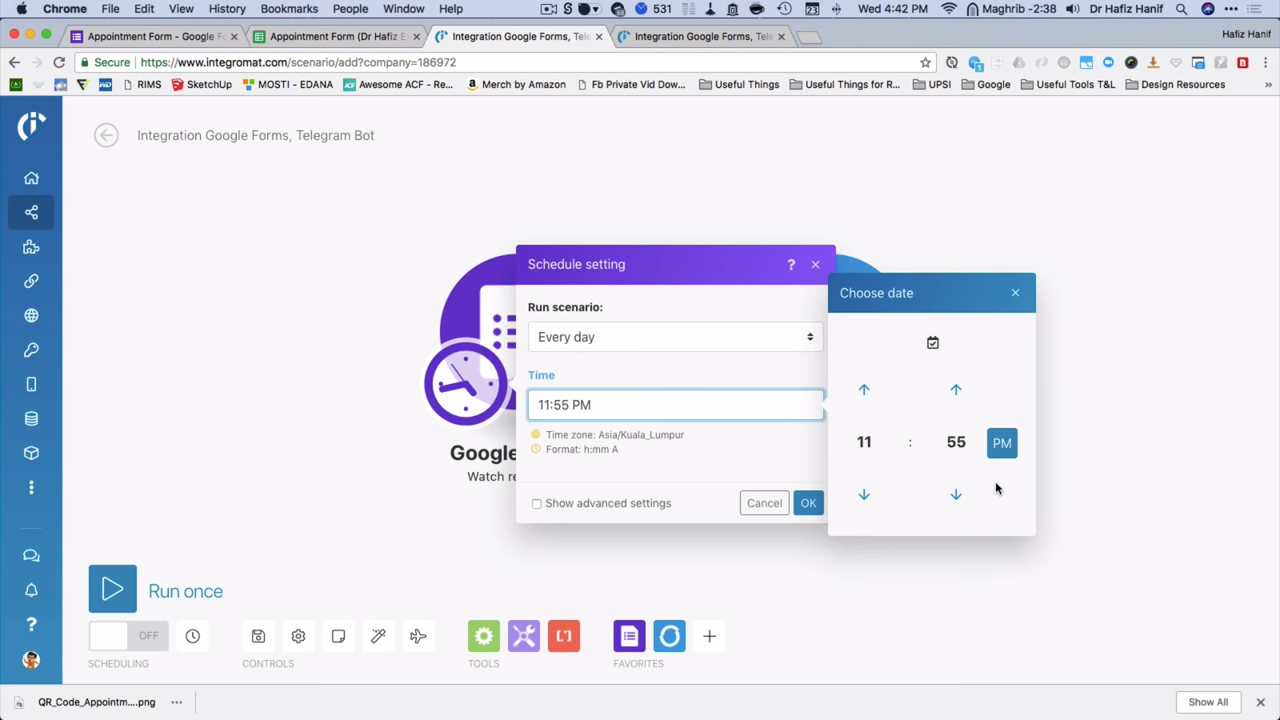 Chrome File Edit View History Bookmarks People Window Help 531 23 Wed 4:42 PM Maghrib -2:38 Dr Hafiz Hanif
Appointment Form - Google Fo × Appointment Form (Dr Hafiz E × Integration Google Forms, Tele × Integration Google Forms, Tele × Hafiz Hanif
Secure https://www.integromat.com/scenario/add?company=186972
RIMS SketchUp MOSTI - EDANA Awesome ACF - Re... Merch by Amazon Fb Private Vid Dow... Useful Things Useful Things for R... UPSI Google Useful Tools T&L Design Resources »
Integration Google Forms, Telegram Bot
Schedule setting ? ×
Choose date ×
Run scenario:
Every day
Time
11:55 PM
11 : 55 PM
Time zone: Asia/Kuala_Lumpur
Format: h:mm A
Google
Watch re
Show advanced settings Cancel OK
Run once
OFF
SCHEDULING CONTROLS TOOLS FAVORITES
QR_Code_Appointm....png Show All